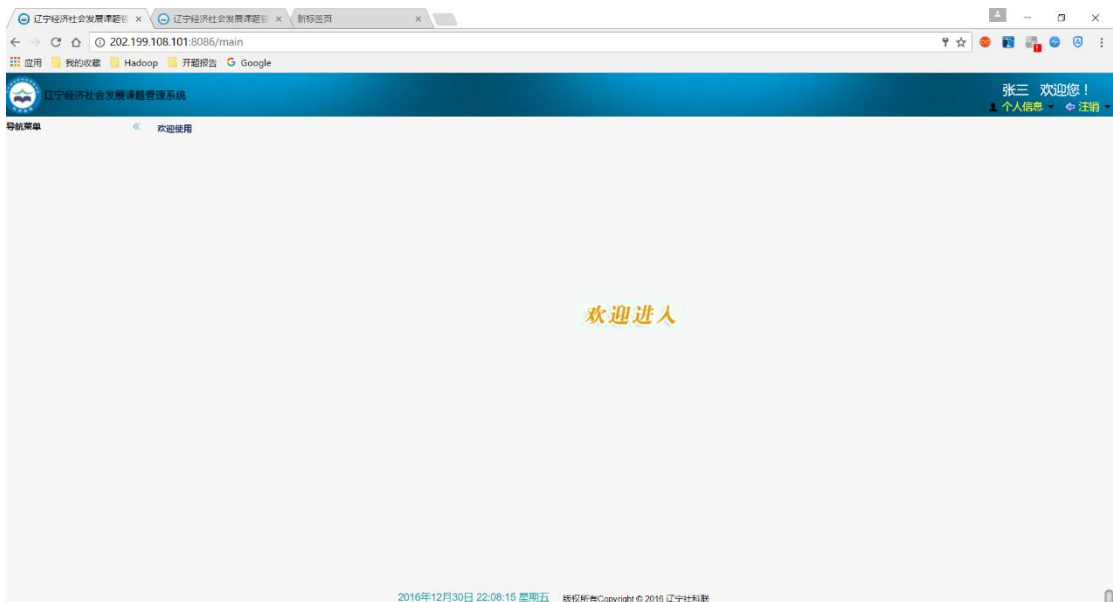 辽宁经济社会发展课题管 辽宁经济社会发展课题管 新标签页
202.199.108.101:8086/main
应用 我的收藏 Hadoop 开题报告 Google
辽宁经济社会发展课题管理系统
张三 欢迎您！
个人信息 注销
导航菜单 欢迎使用
欢迎进入
2016年12月30日 22:08:15 星期五 版权所有Copyright © 2016 辽宁社科联